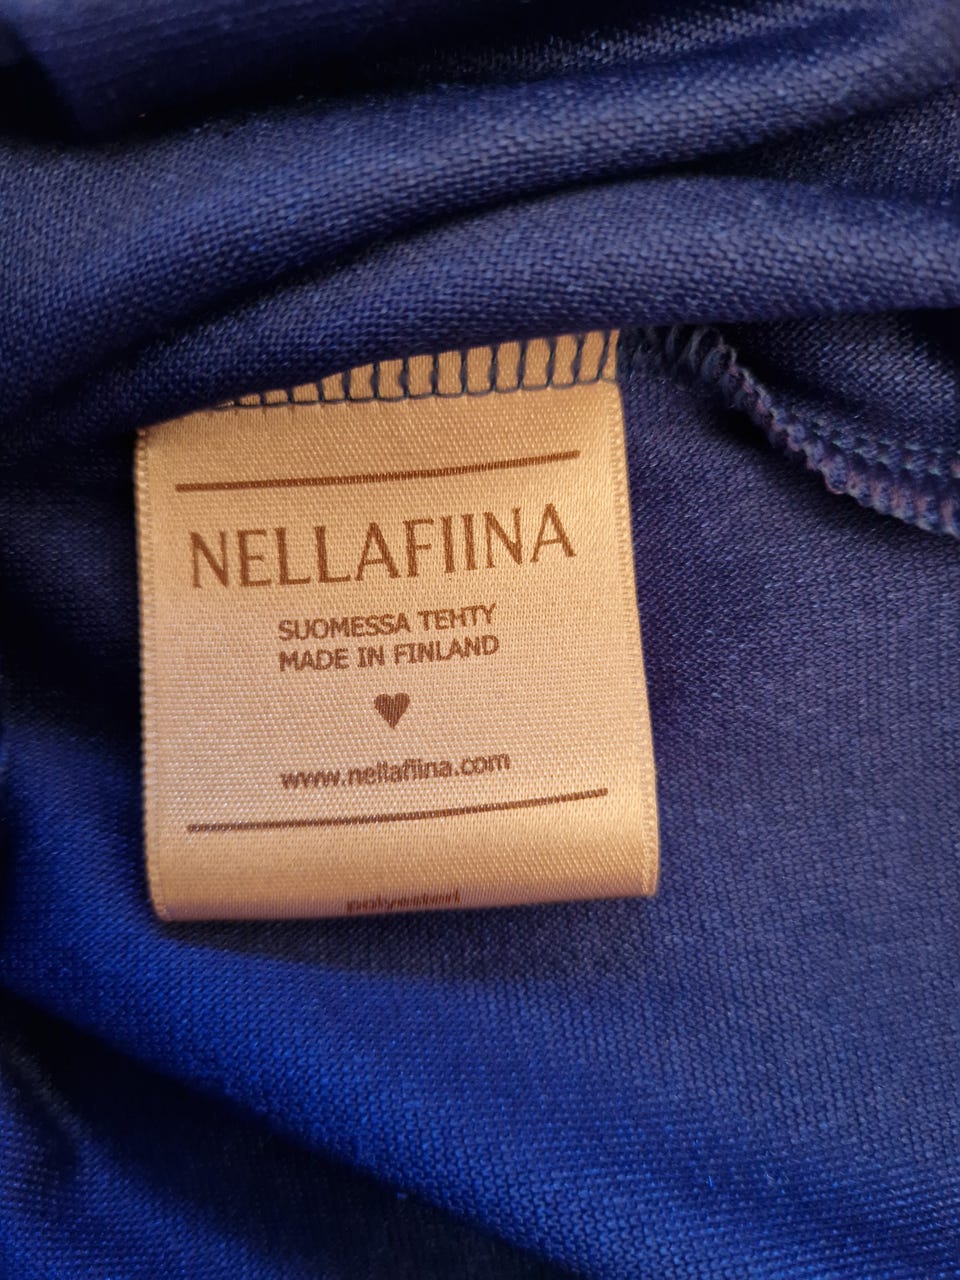 NELLAFIINA
SUOMESSA TEHTY
MADE IN FINLAND
www.nellafiina.com